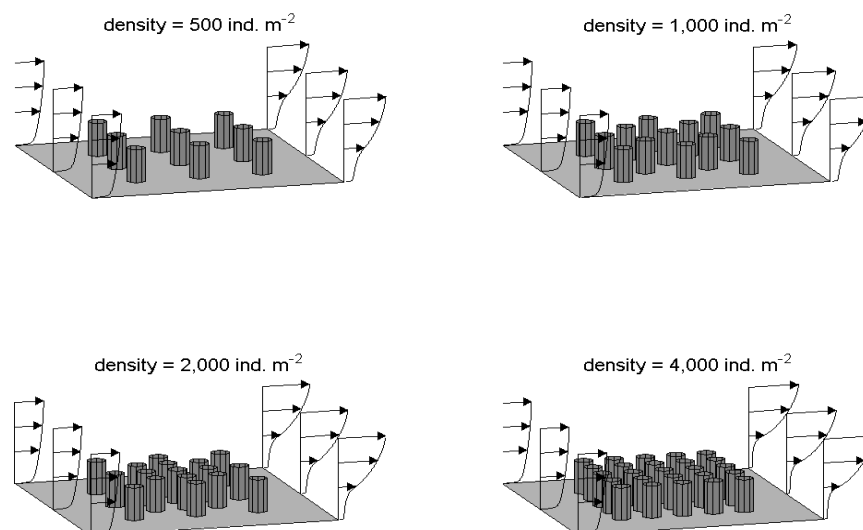 density = 500 ind. m⁻²
density = 1,000 ind. m⁻²
density = 2,000 ind. m⁻²
density = 4,000 ind. m⁻²